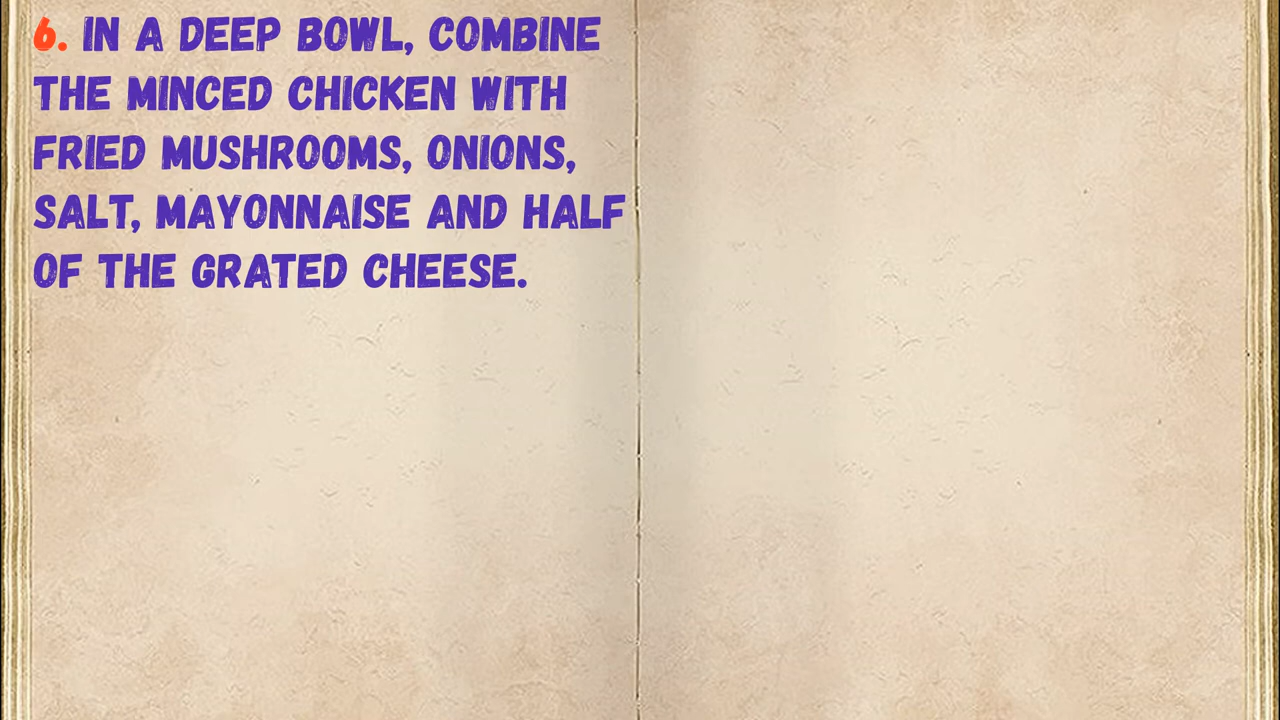 6. IN A DEEP BOWL, COMBINE
THE MINCED CHICKEN WITH
FRIED MUSHROOMS, ONIONS,
SALT, MAYONNAISE AND HALF
OF THE GRATED CHEESE.